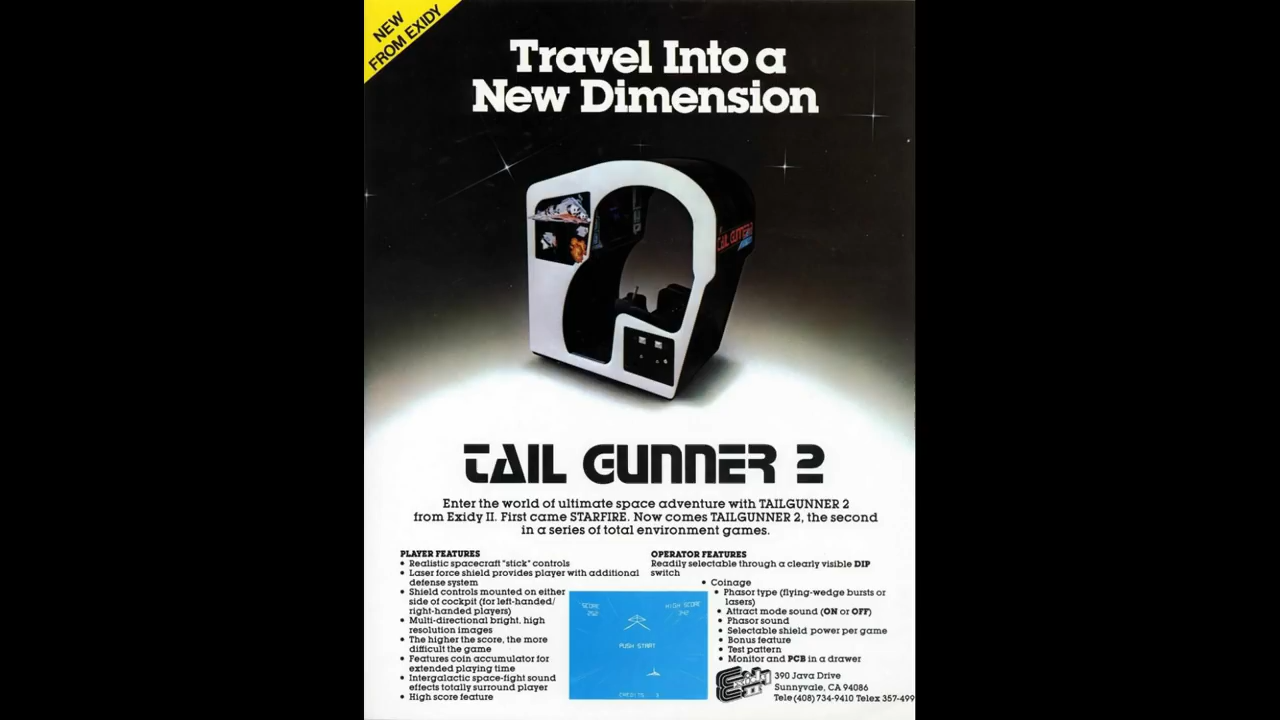 NEW
FROM EXIDY
Travel Into a
New Dimension
TAIL GUNNER 2
TAIL GUNNER 2
Enter the world of ultimate space adventure with TAILGUNNER 2
from Exidy II. First came STARFIRE. Now comes TAILGUNNER 2, the second
in a series of total environment games.
PLAYER FEATURES
• Realistic spacecraft "stick" controls
• Laser force shield provides player with additional
defense system
• Shield controls mounted on either
side of cockpit (for left-handed/
right-handed players)
• Multi-directional bright, high
resolution images
• The higher the score, the more
difficult the game
• Features coin accumulator for
extended playing time
• Intergalactic space-fight sound
effects totally surround player
• High score feature
SCORE
HIGH SCORE
PUSH START
CREDITS
OPERATOR FEATURES
Readily selectable through a clearly visible DIP
switch
• Coinage
• Phasor type (flying-wedge bursts or
lasers)
• Attract mode sound (ON or OFF)
• Phasor sound
• Selectable shield power per game
• Bonus feature
• Test pattern
• Monitor and PCB in a drawer
Exidy II
390 Java Drive
Sunnyvale, CA 94086
Tele (408) 734-9410 Telex 357-499